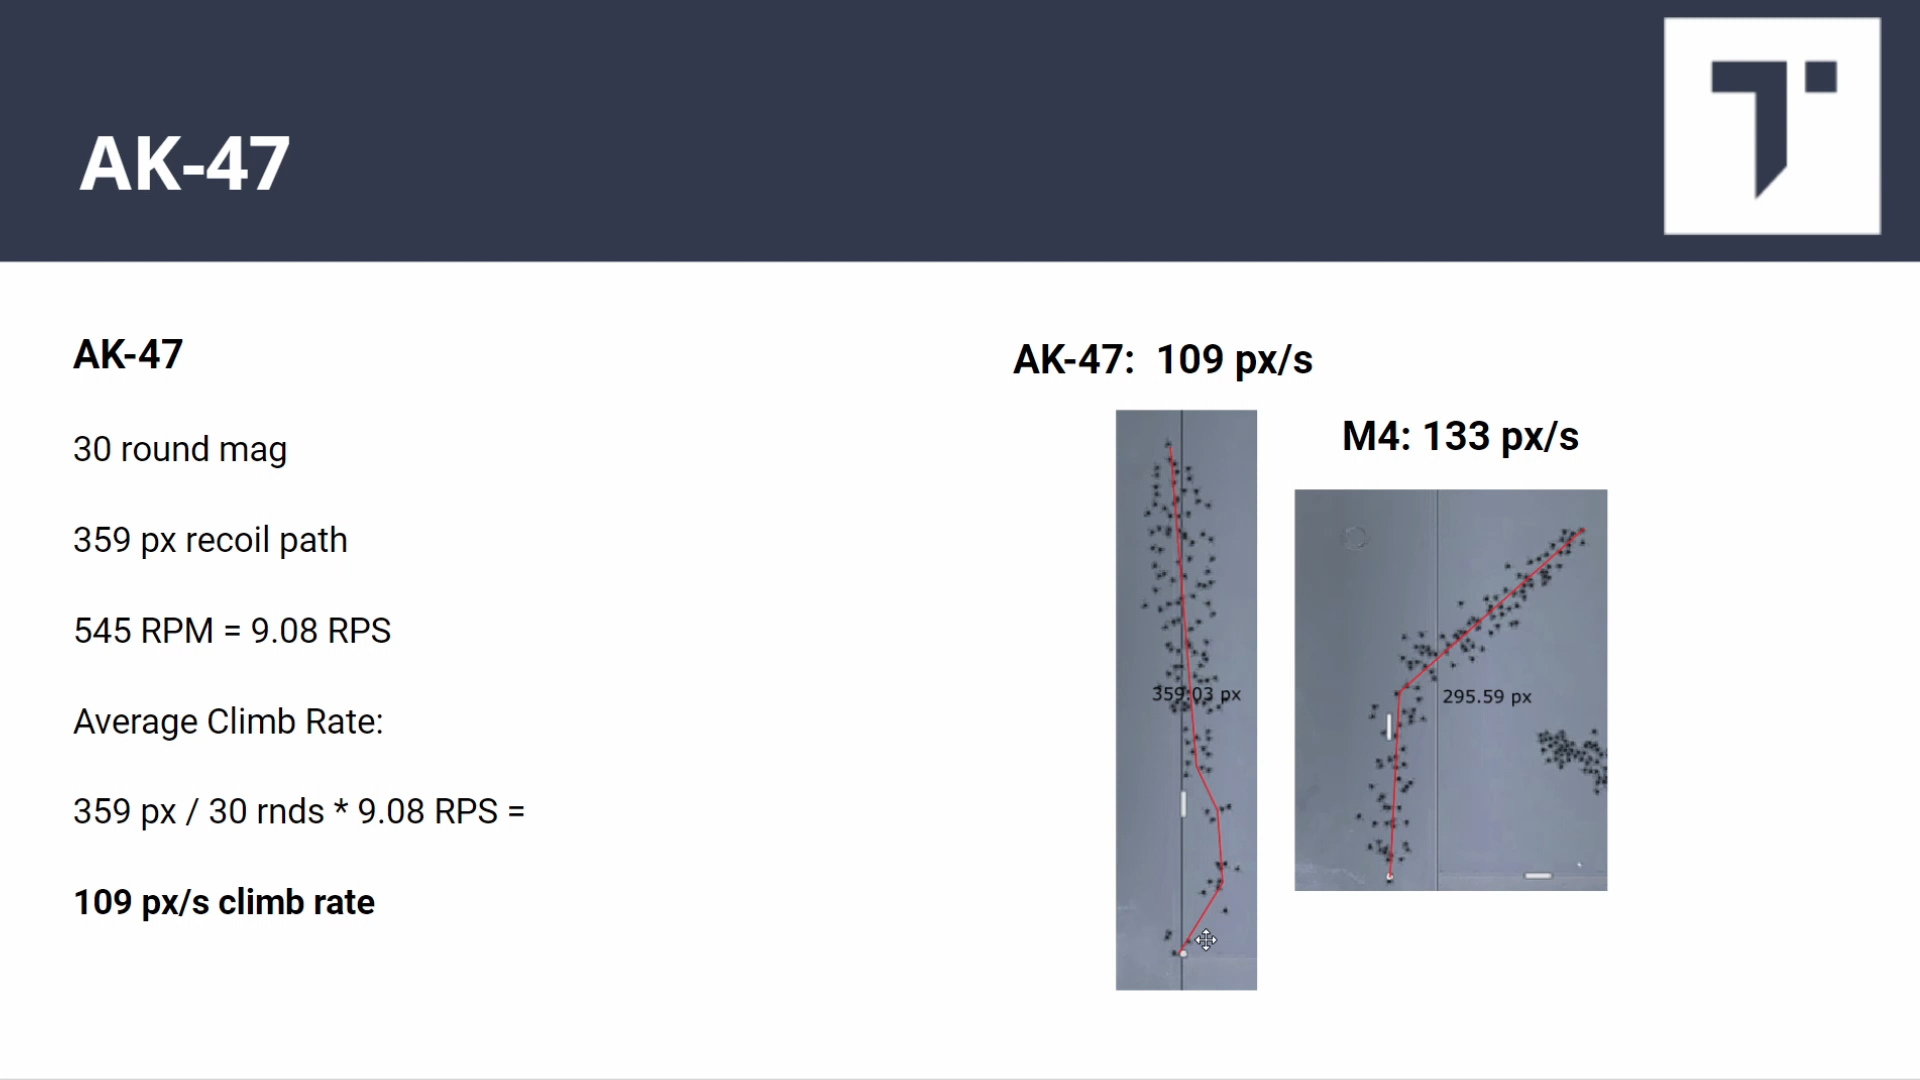 AK-47
AK-47
30 round mag
359 px recoil path
545 RPM = 9.08 RPS
Average Climb Rate:
359 px / 30 rnds * 9.08 RPS =
109 px/s climb rate
AK-47: 109 px/s
359.03 px
M4: 133 px/s
295.59 px